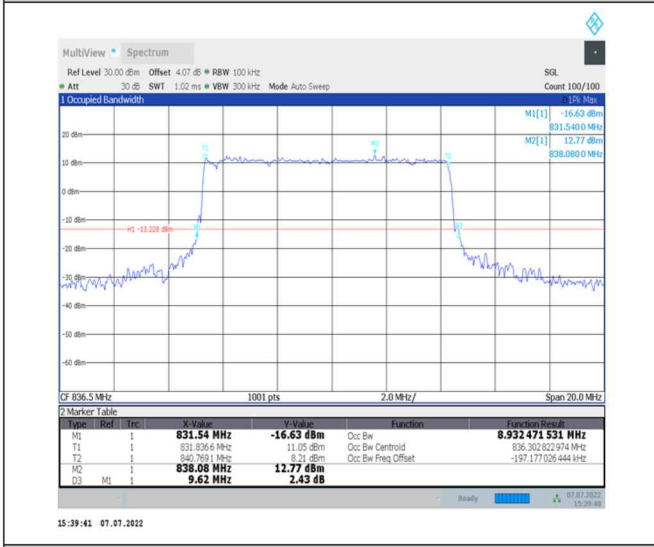 MultiView Spectrum
Ref Level 30.00 dBm Offset 4.07 dB RBW 100 kHz SGL
Att 30 dB SWT 1.02 ms VBW 300 kHz Mode Auto Sweep Count 100/100
1 Occupied Bandwidth 1Pk Max
M1[1] -16.63 dBm
831.5400 MHz
M2[1] 12.77 dBm
838.0800 MHz
20 dBm
M2
10 dBm
0 dBm
-10 dBm
H1 -13.228 dBm
-20 dBm
-30 dBm
-40 dBm
-50 dBm
-60 dBm
CF 836.5 MHz 1001 pts 2.0 MHz/ Span 20.0 MHz
2 Marker Table
Type Ref Trc X-Value Y-Value Function Function Result
M1 1 831.54 MHz -16.63 dBm Occ Bw 8.932 471 531 MHz
T1 1 831.8366 MHz 11.05 dBm Occ Bw Centroid 836.302 822 974 MHz
T2 1 840.7691 MHz 8.21 dBm Occ Bw Freq Offset -197.177 026 444 kHz
M2 1 838.08 MHz 12.77 dBm
D3 M1 1 9.62 MHz 2.43 dB
Ready 07.07.2022
15:39:40
15:39:41 07.07.2022